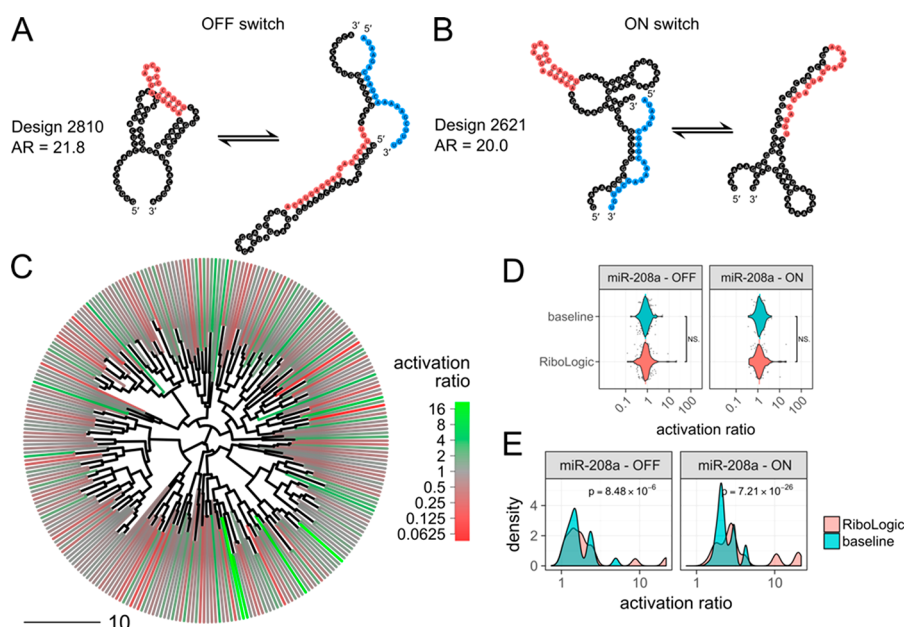 A
OFF switch
B
ON switch
3'
5'
Design 2810
AR = 21.8
5'
3'
5'
3'
Design 2621
AR = 20.0
5'
3'
5'
3'
3'
5'
C
activation
ratio
16
8
4
2
1
0.5
0.25
0.125
0.0625
10
D
miR-208a - OFF
miR-208a - ON
baseline
RiboLogic
NS.
NS.
0.1
1
10
100
0.1
1
10
100
activation ratio
E
miR-208a - OFF
miR-208a - ON
p = 8.48 × 10⁻⁶
p = 7.21 × 10⁻²⁶
density
4
2
0
1
10
1
10
activation ratio
RiboLogic
baseline